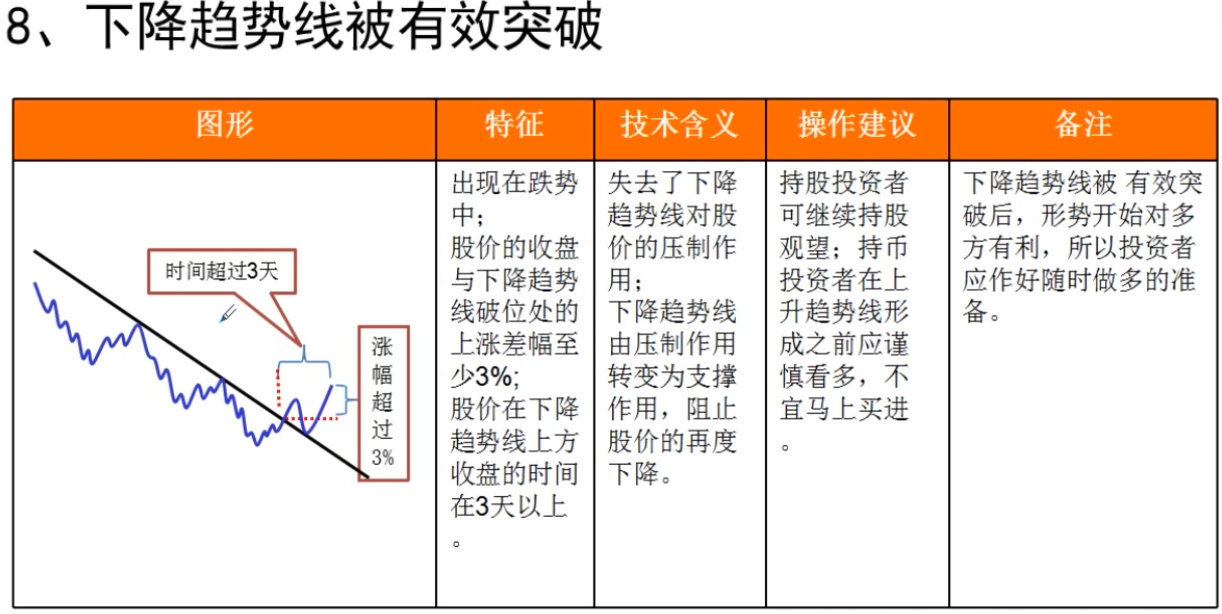 8、下降趋势线被有效突破
图形
特征
技术含义
操作建议
备注
时间超过3天
涨
幅
超
过
3%
出现在跌势
中；
股价的收盘
与下降趋势
线破位处的
上涨差幅至
少3%;
股价在下降
趋势线上方
收盘的时间
在3天以上
。
失去了下降
趋势线对股
价的压制作
用；
下降趋势线
由压制作用
转变为支撑
作用，阻止
股价的再度
下降。
持股投资者
可继续持股
观望；持币
投资者在上
升趋势线形
成之前应谨
慎看多，不
宜马上买进
。
下降趋势线被 有效突
破后，形势开始对多
方有利，所以投资者
应作好随时做多的准
备。